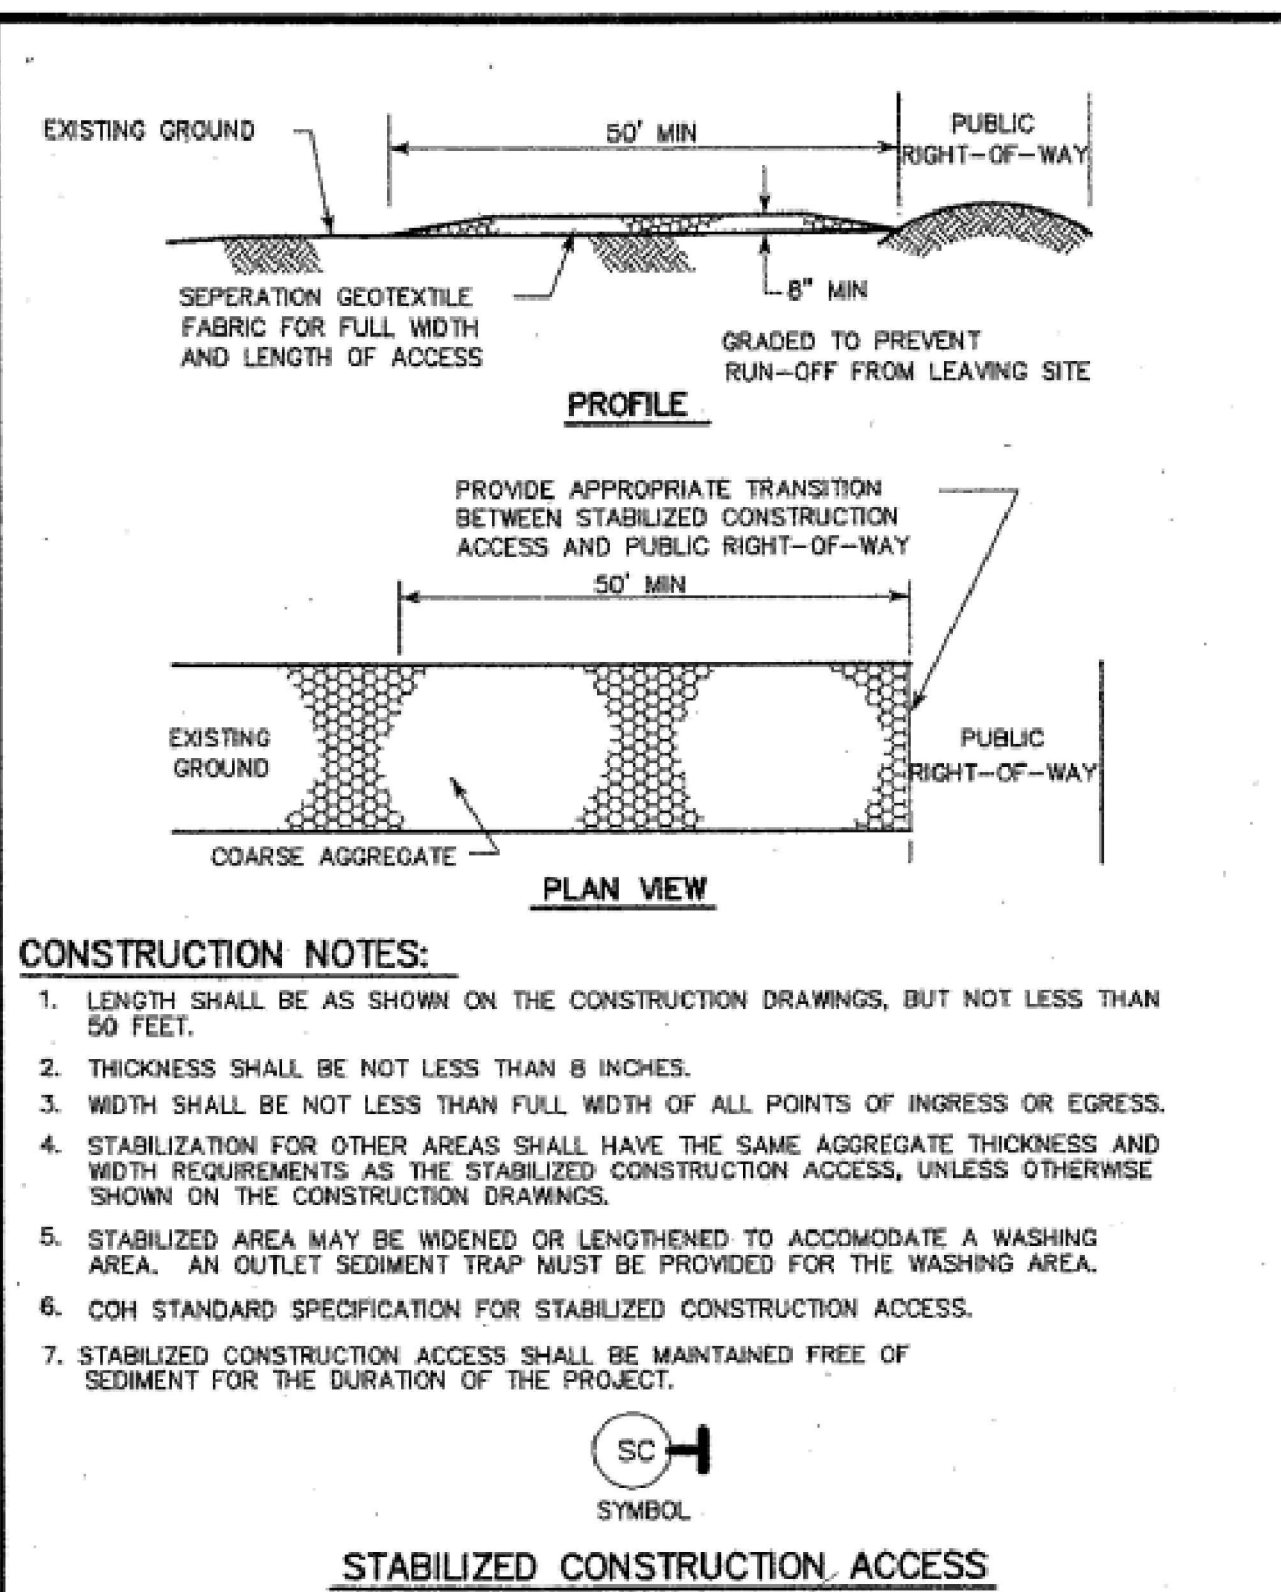 EXISTING GROUND
50' MIN
PUBLIC
RIGHT-OF-WAY
8" MIN
SEPERATION GEOTEXTILE
FABRIC FOR FULL WIDTH
AND LENGTH OF ACCESS
GRADED TO PREVENT
RUN-OFF FROM LEAVING SITE
PROFILE
PROVIDE APPROPRIATE TRANSITION
BETWEEN STABILIZED CONSTRUCTION
ACCESS AND PUBLIC RIGHT-OF-WAY
50' MIN
EXISTING
GROUND
PUBLIC
RIGHT-OF-WAY
COARSE AGGREGATE
PLAN VIEW
CONSTRUCTION NOTES:
1. LENGTH SHALL BE AS SHOWN ON THE CONSTRUCTION DRAWINGS, BUT NOT LESS THAN
50 FEET.
2. THICKNESS SHALL BE NOT LESS THAN 8 INCHES.
3. WIDTH SHALL BE NOT LESS THAN FULL WIDTH OF ALL POINTS OF INGRESS OR EGRESS.
4. STABILIZATION FOR OTHER AREAS SHALL HAVE THE SAME AGGREGATE THICKNESS AND
WIDTH REQUIREMENTS AS THE STABILIZED CONSTRUCTION ACCESS, UNLESS OTHERWISE
SHOWN ON THE CONSTRUCTION DRAWINGS.
5. STABILIZED AREA MAY BE WIDENED OR LENGTHENED TO ACCOMODATE A WASHING
AREA. AN OUTLET SEDIMENT TRAP MUST BE PROVIDED FOR THE WASHING AREA.
6. COH STANDARD SPECIFICATION FOR STABILIZED CONSTRUCTION ACCESS.
7. STABILIZED CONSTRUCTION ACCESS SHALL BE MAINTAINED FREE OF
SEDIMENT FOR THE DURATION OF THE PROJECT.
SC
SYMBOL
STABILIZED CONSTRUCTION ACCESS